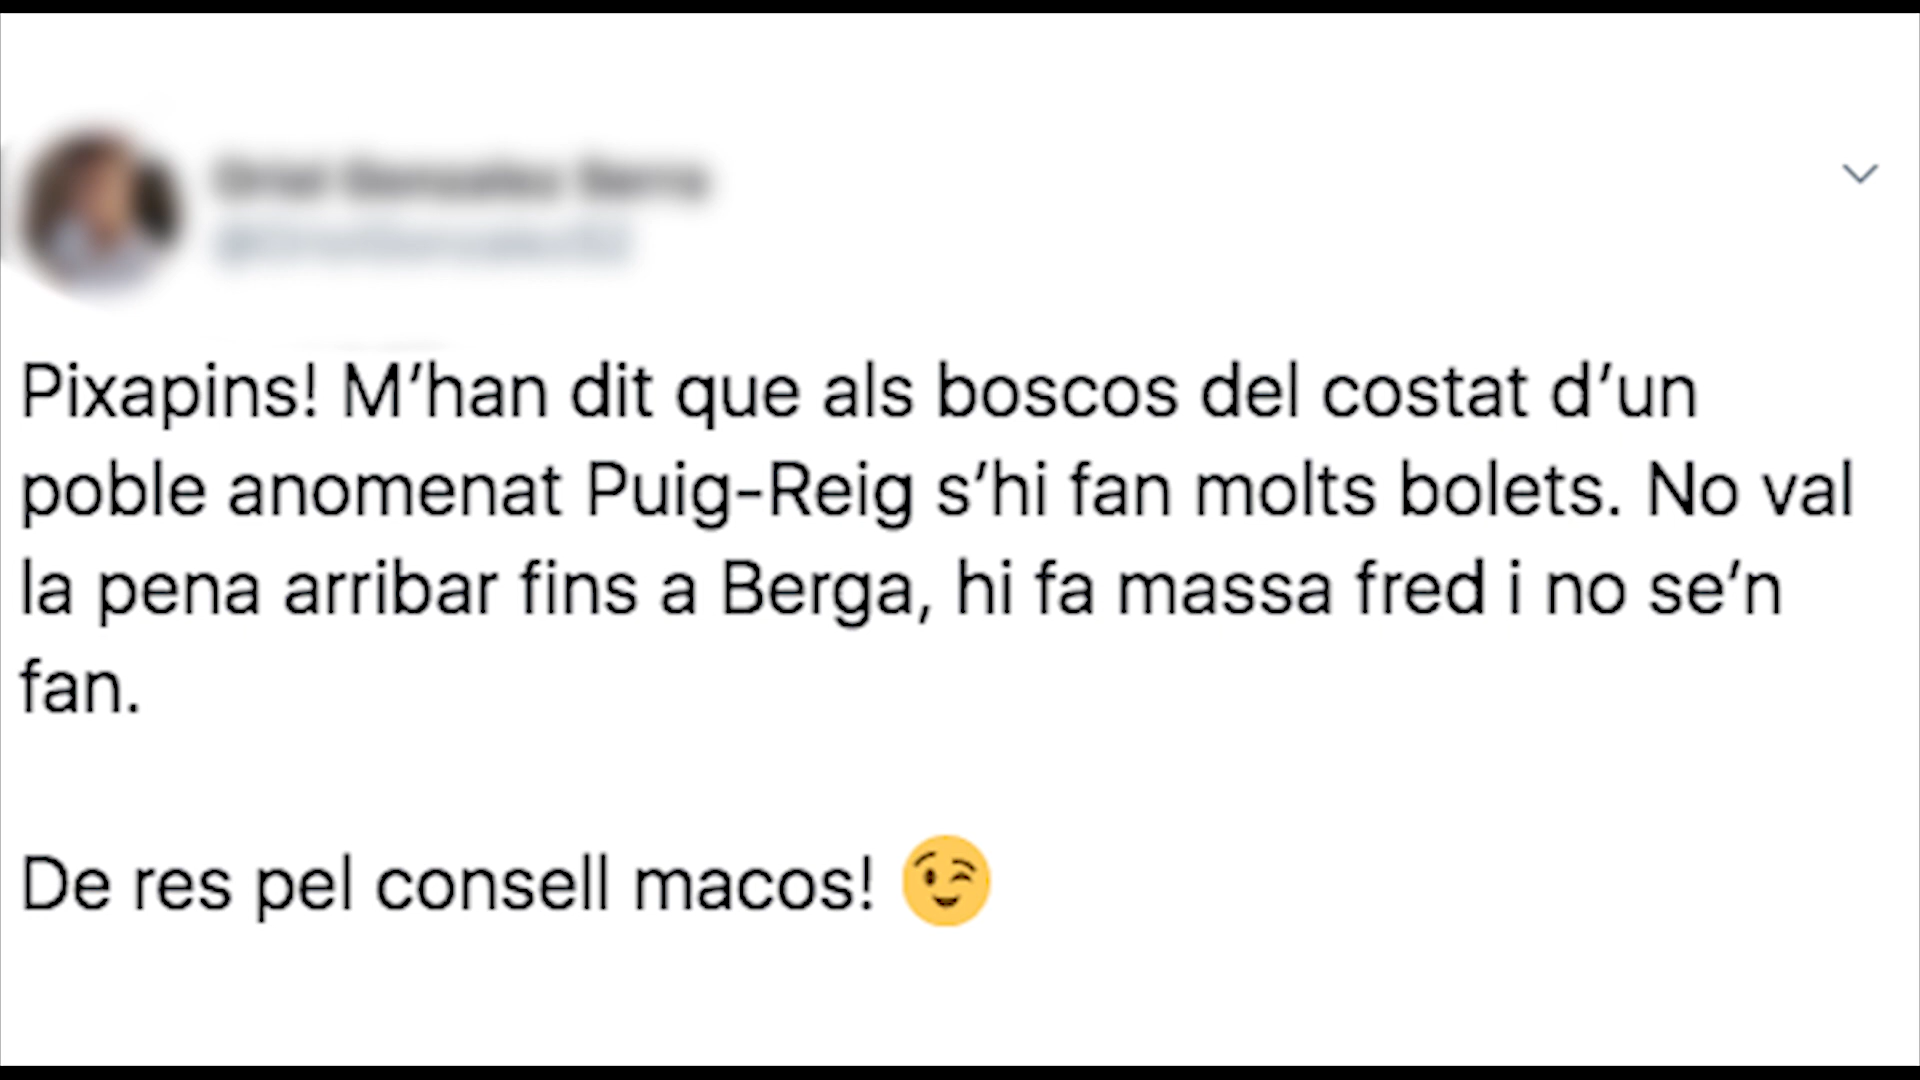 Pixapins! M’han dit que als boscos del costat d’un
poble anomenat Puig-Reig s’hi fan molts bolets. No val
la pena arribar fins a Berga, hi fa massa fred i no se’n
fan.
De res pel consell macos! 😉